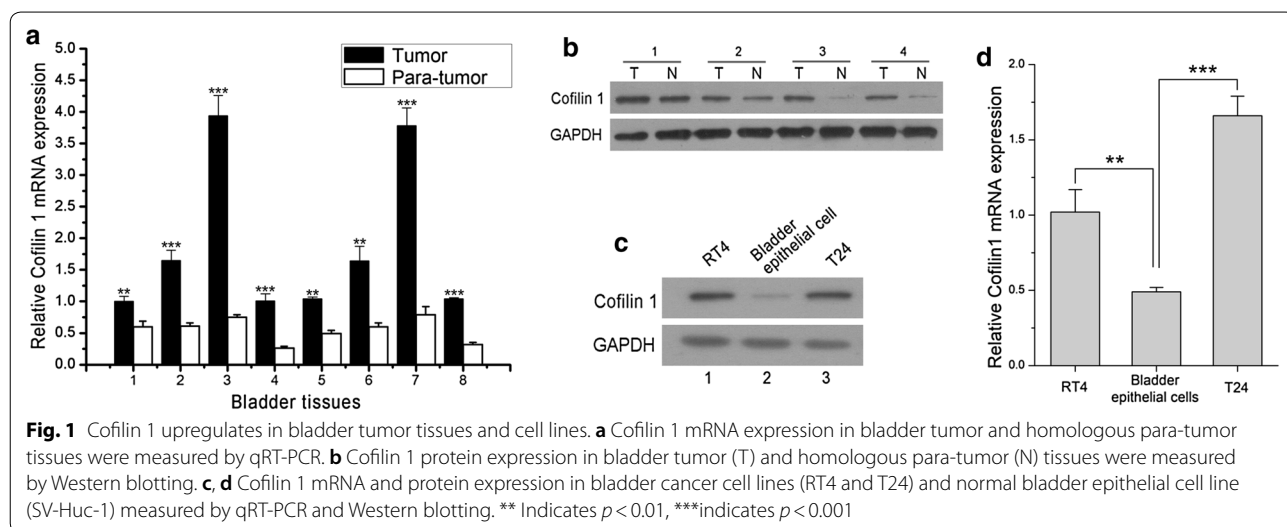 a
Relative Cofilin 1 mRNA expression
5.0
4.5
4.0
3.5
3.0
2.5
2.0
1.5
1.0
0.5
0.0
Tumor
Para-tumor
** *** *** *** ** ** *** ***
1 2 3 4 5 6 7 8
Bladder tissues
b
1 2 3 4
T N T N T N T N
Cofilin 1
GAPDH
c
RT4
Bladder
epithelial cell
T24
Cofilin 1
GAPDH
1 2 3
d
Relative Cofilin1 mRNA expression
2.0
1.5
1.0
0.5
0.0
***
**
RT4
Bladder
epithelial cells
T24
Fig. 1 Cofilin 1 upregulates in bladder tumor tissues and cell lines. a Cofilin 1 mRNA expression in bladder tumor and homologous para-tumor
tissues were measured by qRT-PCR. b Cofilin 1 protein expression in bladder tumor (T) and homologous para-tumor (N) tissues were measured
by Western blotting. c, d Cofilin 1 mRNA and protein expression in bladder cancer cell lines (RT4 and T24) and normal bladder epithelial cell line
(SV-Huc-1) measured by qRT-PCR and Western blotting. ** Indicates p < 0.01, ***indicates p < 0.001